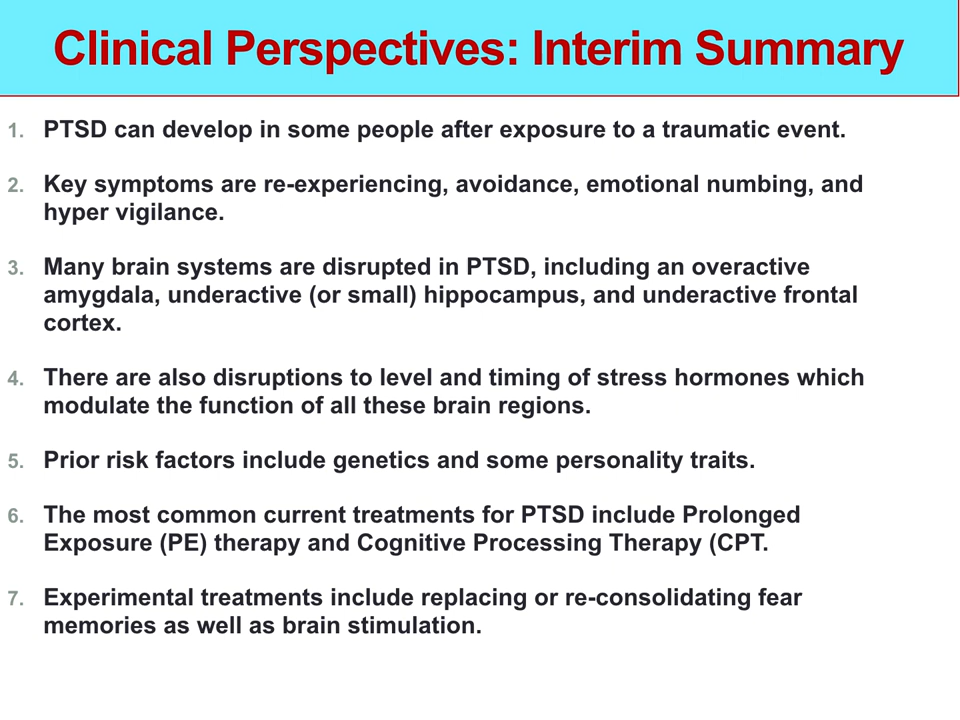 Clinical Perspectives: Interim Summary
1. PTSD can develop in some people after exposure to a traumatic event.
2. Key symptoms are re-experiencing, avoidance, emotional numbing, and
hyper vigilance.
3. Many brain systems are disrupted in PTSD, including an overactive
amygdala, underactive (or small) hippocampus, and underactive frontal
cortex.
4. There are also disruptions to level and timing of stress hormones which
modulate the function of all these brain regions.
5. Prior risk factors include genetics and some personality traits.
6. The most common current treatments for PTSD include Prolonged
Exposure (PE) therapy and Cognitive Processing Therapy (CPT.
7. Experimental treatments include replacing or re-consolidating fear
memories as well as brain stimulation.